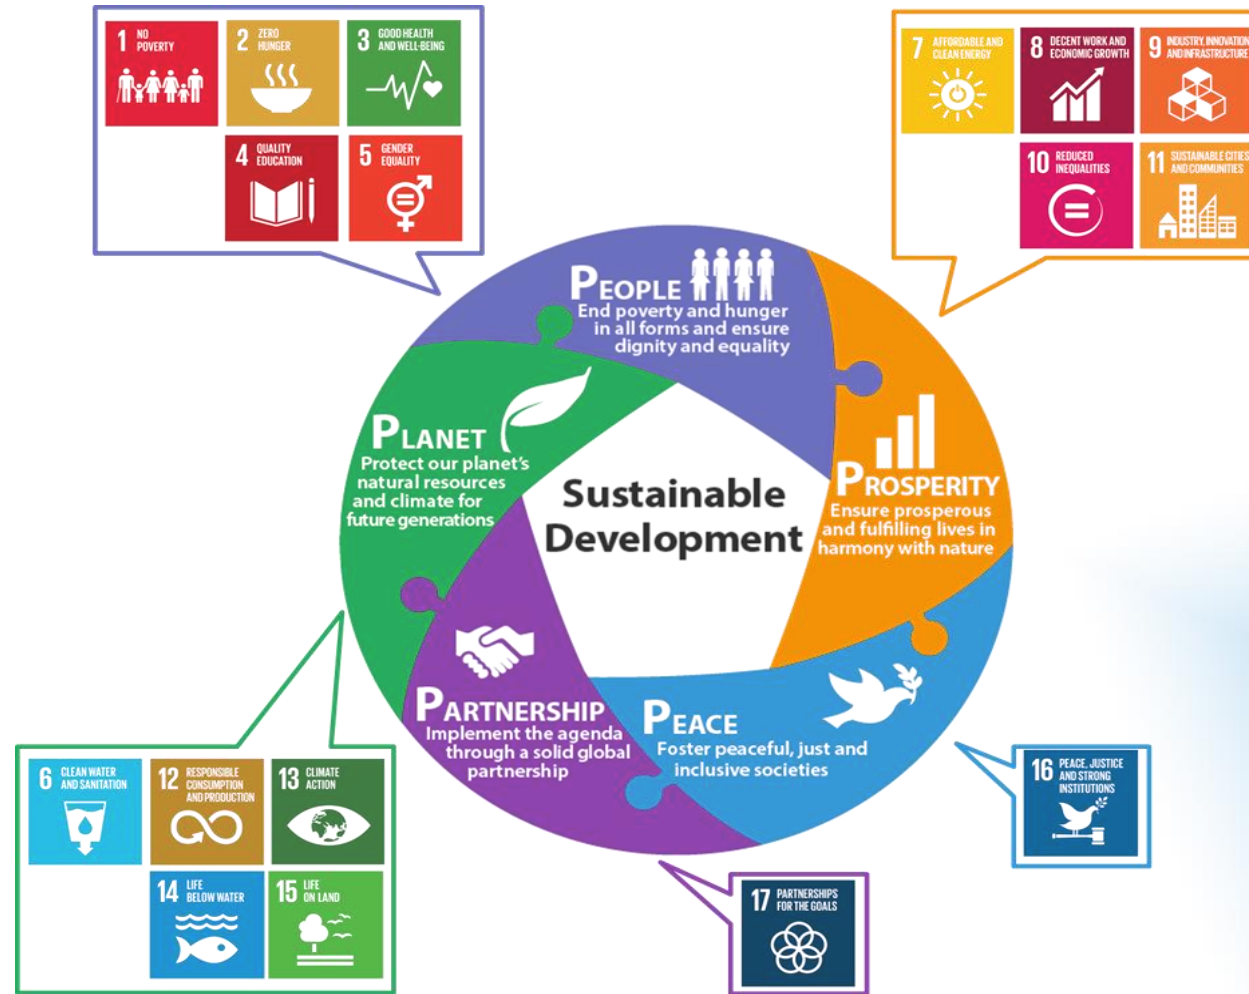 1 NO
POVERTY
2 ZERO
HUNGER
3 GOOD HEALTH
AND WELL-BEING
4 QUALITY
EDUCATION
5 GENDER
EQUALITY
7 AFFORDABLE AND
CLEAN ENERGY
8 DECENT WORK AND
ECONOMIC GROWTH
9 INDUSTRY, INNOVATION
AND INFRASTRUCTURE
10 REDUCED
INEQUALITIES
11 SUSTAINABLE CITIES
AND COMMUNITIES
PEOPLE
End poverty and hunger
in all forms and ensure
dignity and equality
PLANET
Protect our planet's
natural resources
and climate for
future generations
Sustainable
Development
PROSPERITY
Ensure prosperous
and fulfilling lives in
harmony with nature
PARTNERSHIP
Implement the agenda
through a solid global
partnership
PEACE
Foster peaceful, just and
inclusive societies
6 CLEAN WATER
AND SANITATION
12 RESPONSIBLE
CONSUMPTION
AND PRODUCTION
13 CLIMATE
ACTION
14 LIFE
BELOW WATER
15 LIFE
ON LAND
16 PEACE, JUSTICE
AND STRONG
INSTITUTIONS
17 PARTNERSHIPS
FOR THE GOALS